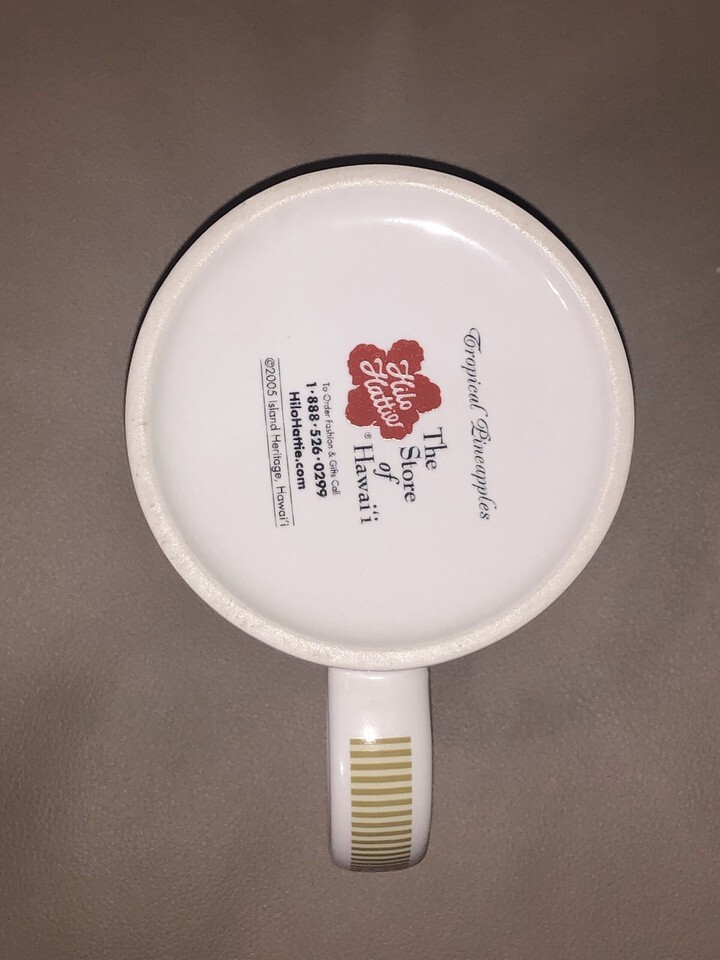 Tropical Pineapples
Hilo
Hattie
®
The
Store
of
Hawai‘i
To Order Fashion & Gifts Call
1•888•526•0299
HiloHattie.com
©2005 Island Heritage, Hawai‘i